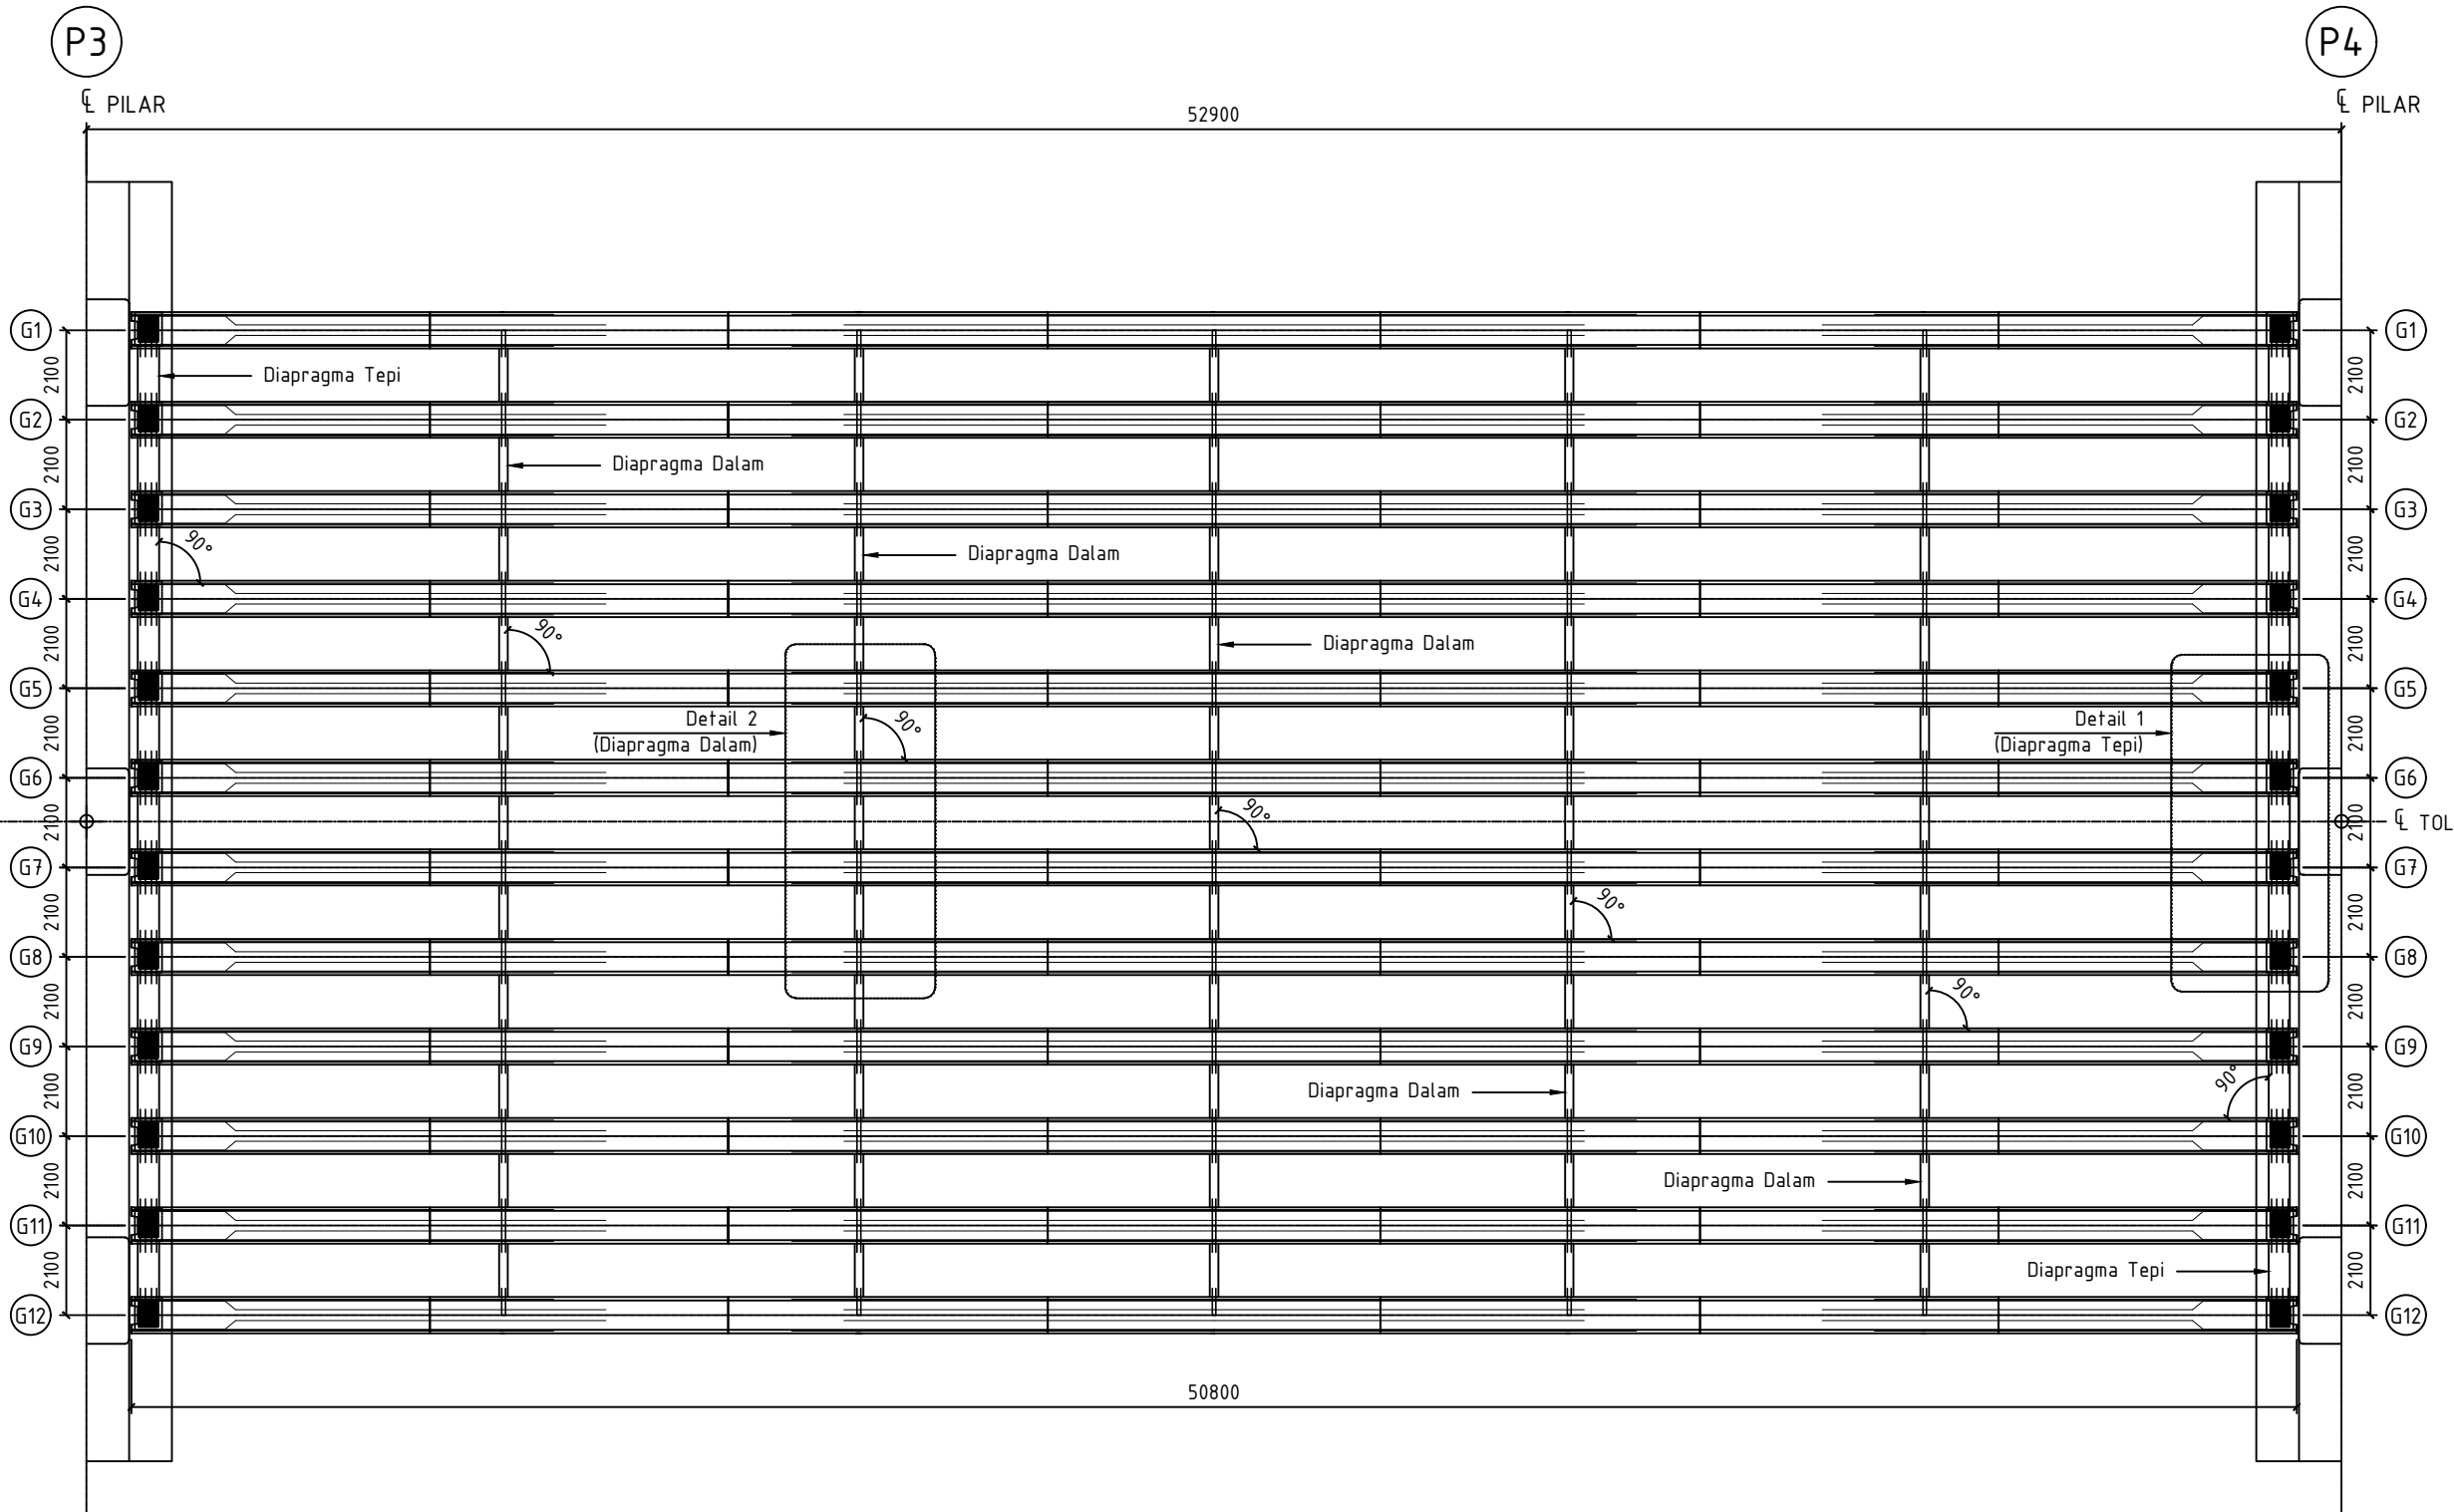 P3
P4
℄ PILAR
℄ PILAR
52900
G1
G1
2100
2100
Diapragma Tepi
G2
G2
2100
2100
Diapragma Dalam
G3
G3
90°
2100
2100
Diapragma Dalam
G4
G4
90°
2100
2100
Diapragma Dalam
G5
G5
Detail 2
(Diapragma Dalam)
90°
Detail 1
(Diapragma Tepi)
2100
2100
G6
G6
90°
2100
2100
℄ TOL
G7
G7
90°
2100
2100
G8
G8
90°
2100
2100
G9
G9
90°
2100
2100
Diapragma Dalam
G10
G10
2100
2100
Diapragma Dalam
G11
G11
2100
2100
Diapragma Tepi
G12
G12
50800